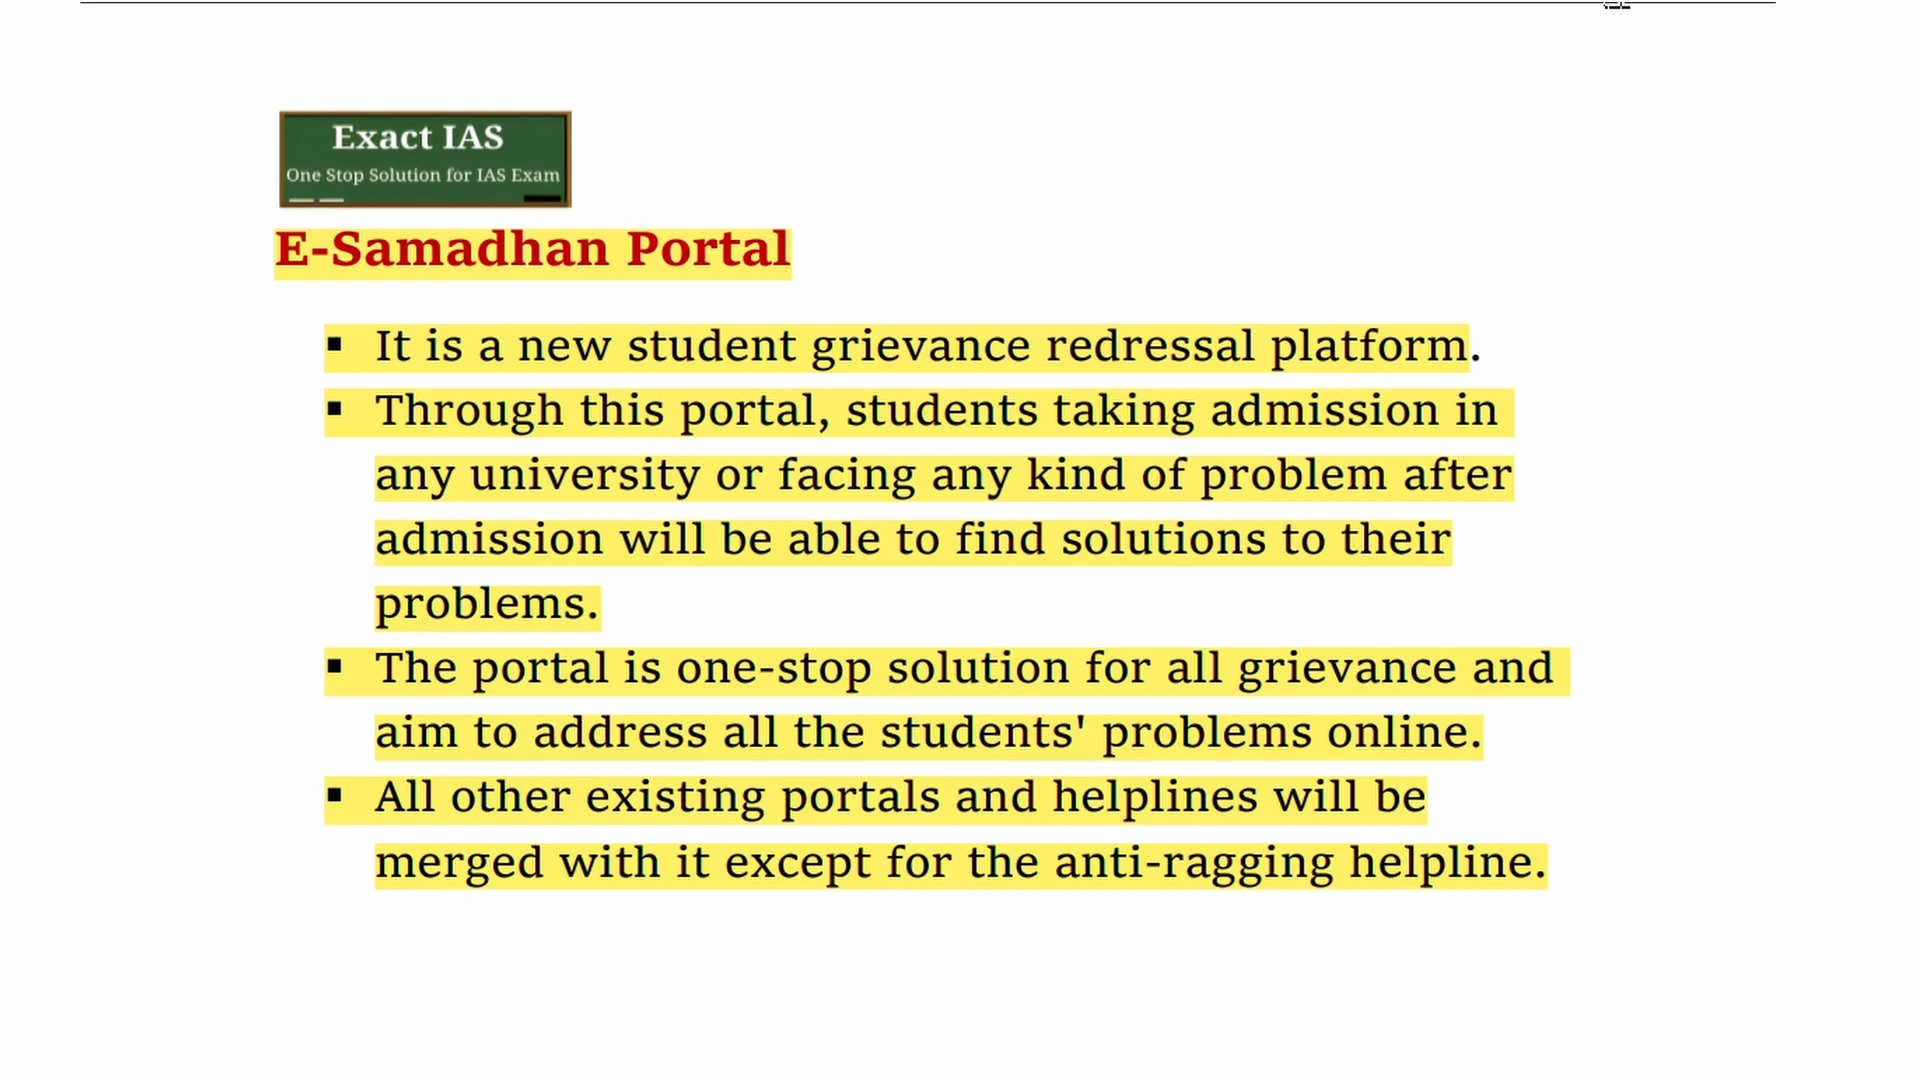 Exact IAS
One Stop Solution for IAS Exam
E-Samadhan Portal
▪ It is a new student grievance redressal platform.
▪ Through this portal, students taking admission in
any university or facing any kind of problem after
admission will be able to find solutions to their
problems.
▪ The portal is one-stop solution for all grievance and
aim to address all the students' problems online.
▪ All other existing portals and helplines will be
merged with it except for the anti-ragging helpline.